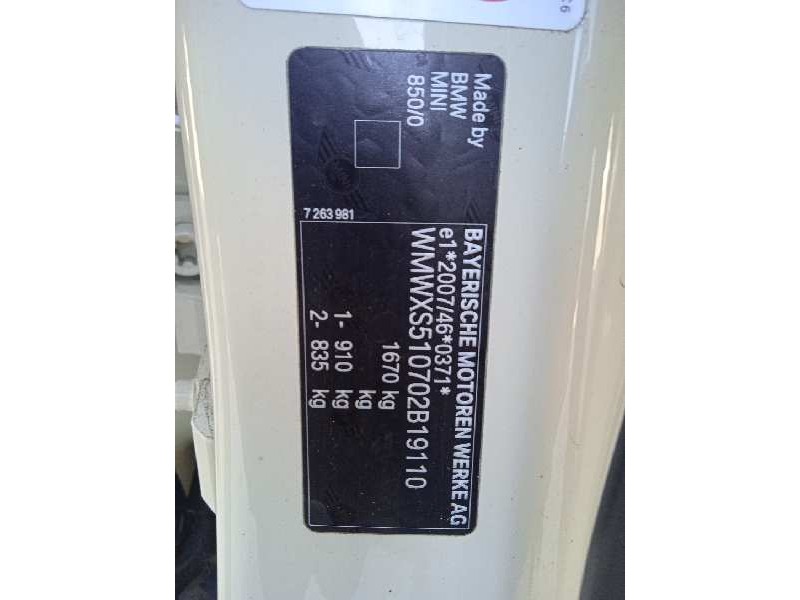 Made by
BMW
MINI
850/0
7 263 981
BAYERISCHE MOTOREN WERKE AG
e1*2007/46*0371*
WMWXS510702B19110
1670 kg
1- 910 kg
2- 835 kg